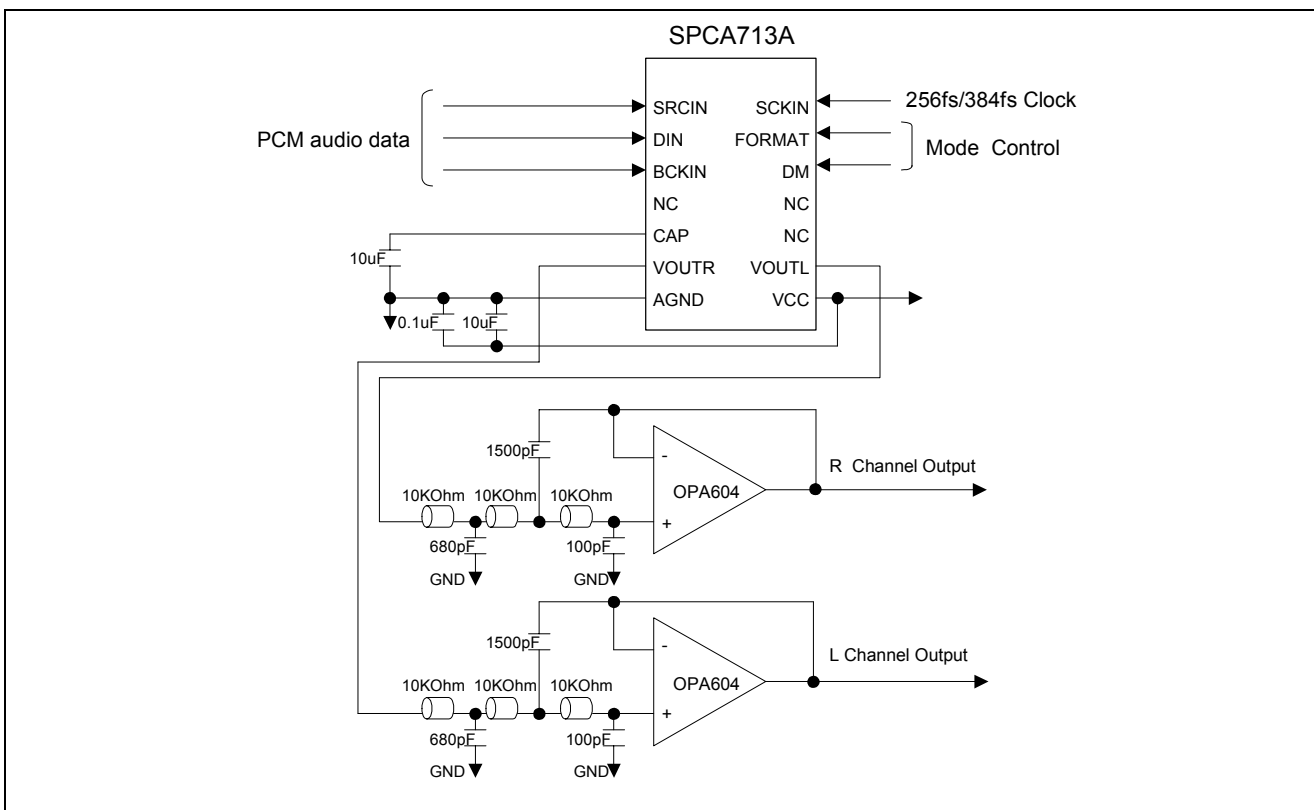 SPCA713A
PCM audio data
SRCIN
DIN
BCKIN
NC
CAP
VOUTR
AGND
SCKIN
FORMAT
DM
NC
NC
VOUTL
VCC
256fs/384fs Clock
Mode Control
10uF
0.1uF
10uF
1500pF
-
OPA604
+
R Channel Output
10KOhm
10KOhm
10KOhm
680pF
100pF
GND
GND
1500pF
-
OPA604
+
L Channel Output
10KOhm
10KOhm
10KOhm
680pF
100pF
GND
GND